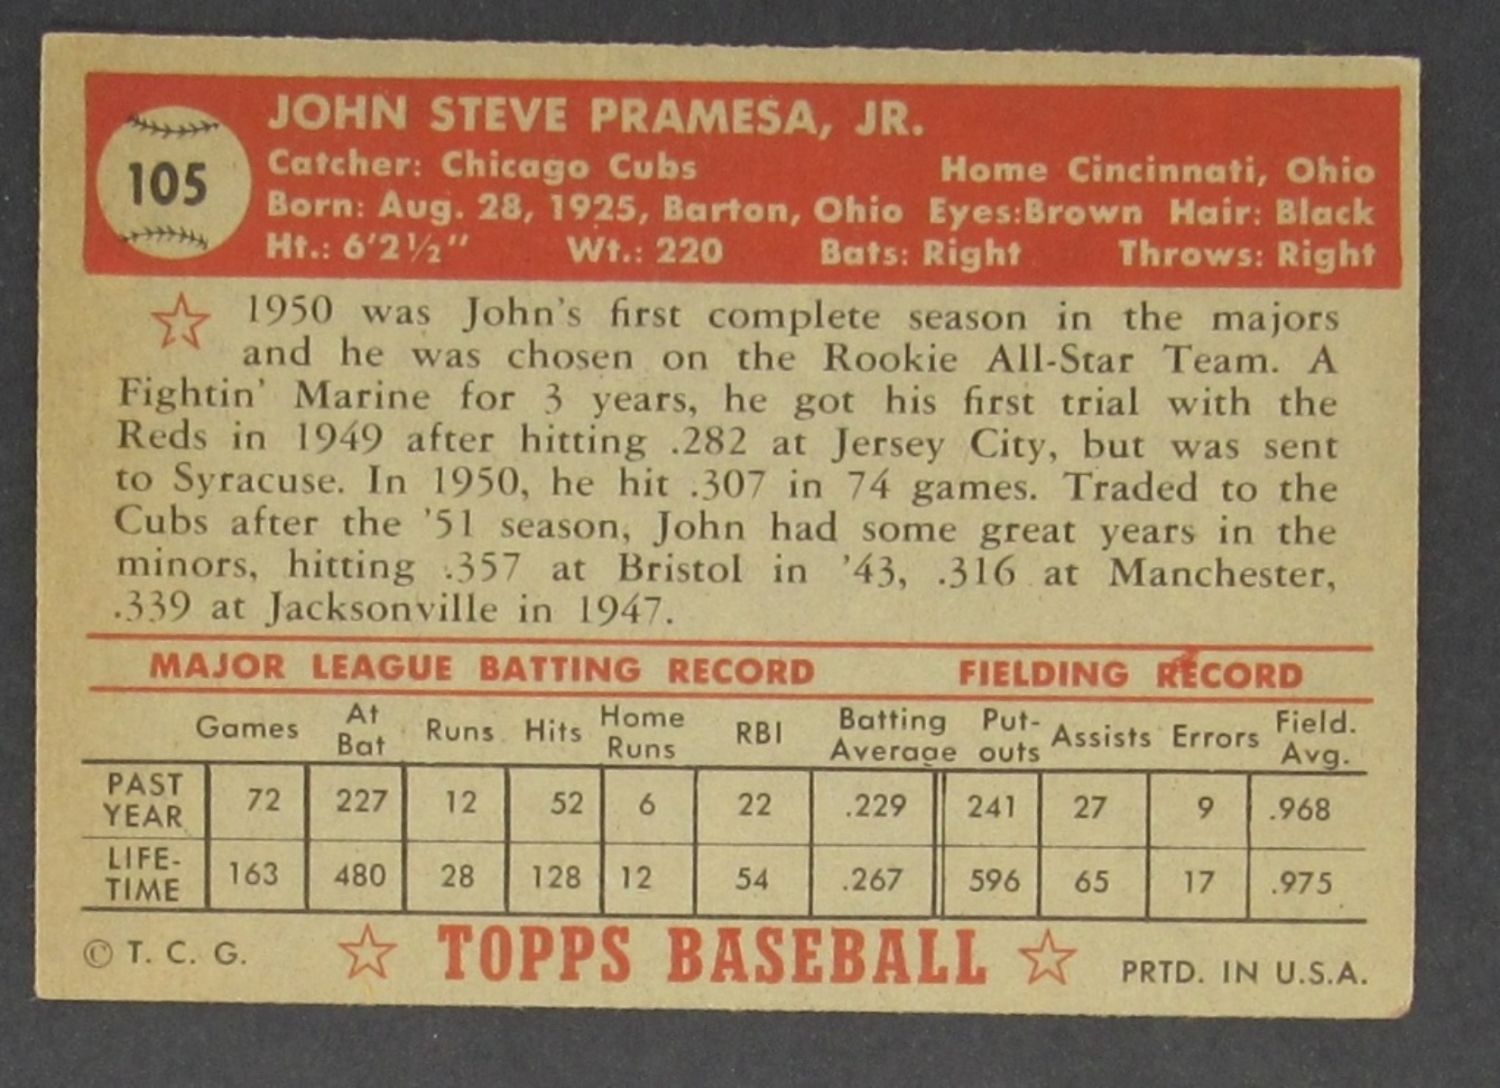 105
JOHN STEVE PRAMESA, JR.
Catcher: Chicago Cubs Home Cincinnati, Ohio
Born: Aug. 28, 1925, Barton, Ohio Eyes:Brown Hair: Black
Ht.: 6'2½" Wt.: 220 Bats: Right Throws: Right
1950 was John's first complete season in the majors
and he was chosen on the Rookie All-Star Team. A
Fightin' Marine for 3 years, he got his first trial with the
Reds in 1949 after hitting .282 at Jersey City, but was sent
to Syracuse. In 1950, he hit .307 in 74 games. Traded to the
Cubs after the '51 season, John had some great years in the
minors, hitting .357 at Bristol in '43, .316 at Manchester,
.339 at Jacksonville in 1947.
MAJOR LEAGUE BATTING RECORD FIELDING RECORD
Games At Bat Runs Hits Home Runs RBI Batting Average Put-outs Assists Errors Field. Avg.
PAST YEAR 72 227 12 52 6 22 .229 241 27 9 .968
LIFE-TIME 163 480 28 128 12 54 .267 596 65 17 .975
© T. C. G. TOPPS BASEBALL PRTD. IN U.S.A.